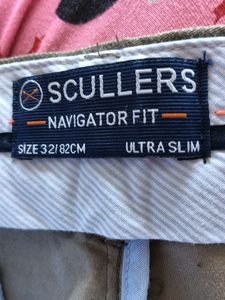 SCULLERS
NAVIGATOR FIT
SIZE 32/82CM ULTRA SLIM